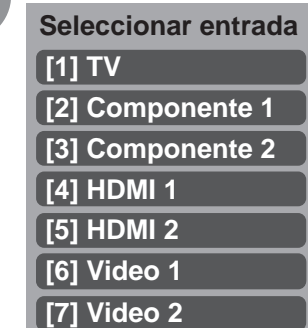 Seleccionar entrada
[1] TV
[2] Componente 1
[3] Componente 2
[4] HDMI 1
[5] HDMI 2
[6] Video 1
[7] Video 2